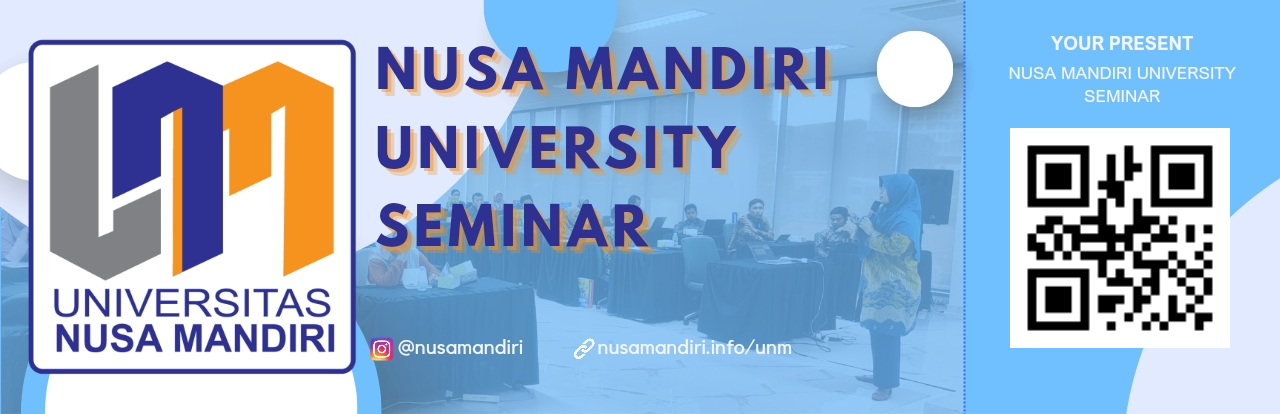 NUSA MANDIRI
UNIVERSITY
SEMINAR
UNIVERSITAS
NUSA MANDIRI
@nusamandiri
nusamandiri.info/unm
YOUR PRESENT
NUSA MANDIRI UNIVERSITY
SEMINAR